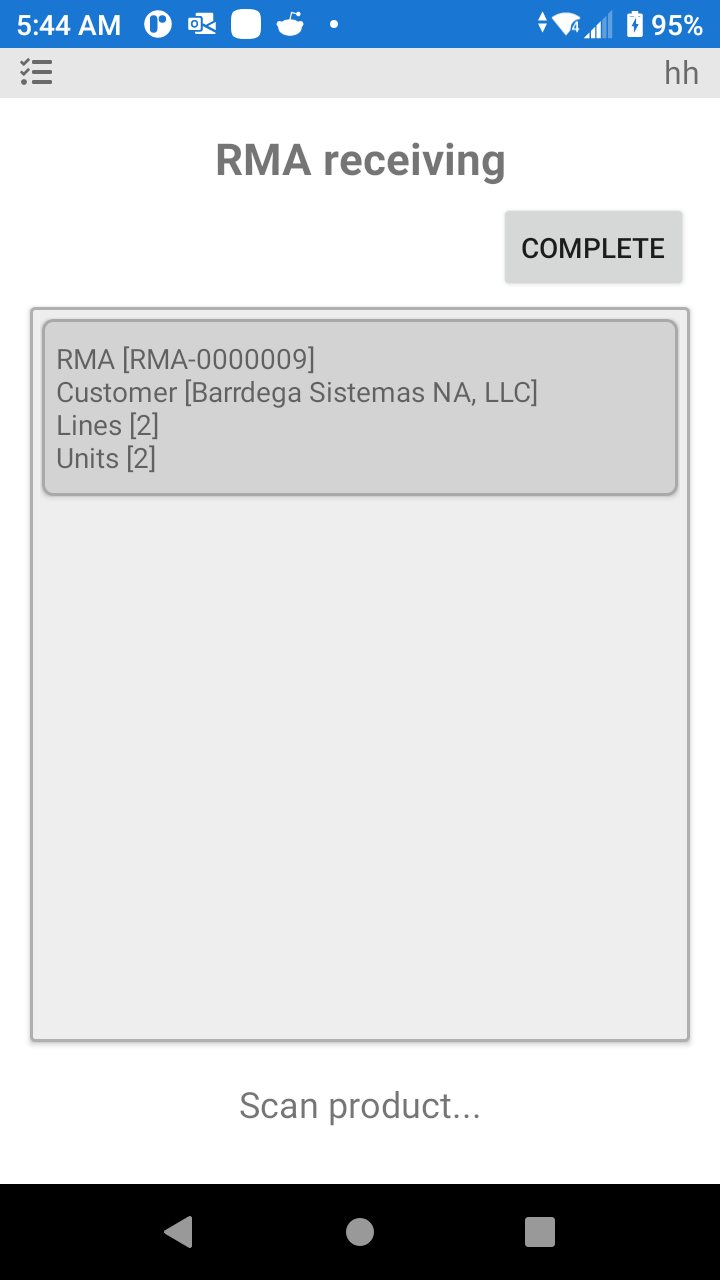 5:44 AM
95%
hh
RMA receiving
COMPLETE
RMA [RMA-0000009]
Customer [Barrdega Sistemas NA, LLC]
Lines [2]
Units [2]
Scan product...